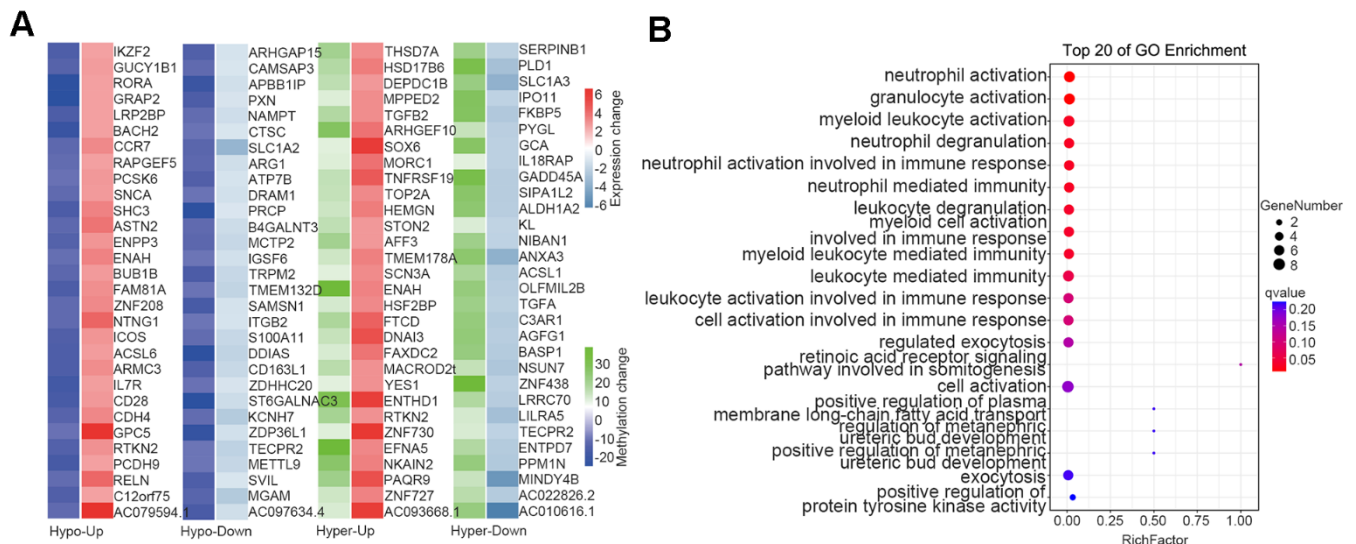 A
IKZF2
GUCY1B1
RORA
GRAP2
LRP2BP
BACH2
CCR7
RAPGEF5
PCSK6
SNCA
SHC3
ASTN2
ENPP3
ENAH
BUB1B
FAM81A
ZNF208
NTNG1
ICOS
ACSL6
ARMC3
IL7R
CD28
CDH4
GPC5
RTKN2
PCDH9
RELN
C12orf75
AC079594.1
Hypo-Up
ARHGAP15
CAMSAP3
APBB1IP
PXN
NAMPT
CTSC
SLC1A2
ARG1
ATP7B
DRAM1
PRCP
B4GALNT3
MCTP2
IGSF6
TRPM2
TMEM132D
SAMSN1
ITGB2
S100A11
DDIAS
CD163L1
ZDHHC20
ST6GALNAC3
KCNH7
ZDP36L1
TECPR2
METTL9
SVIL
MGAM
AC097634.4
Hypo-Down
THSD7A
HSD17B6
DEPDC1B
MPPED2
TGFB2
ARHGEF10
SOX6
MORC1
TNFRSF19
TOP2A
HEMGN
STON2
AFF3
TMEM178A
SCN3A
ENAH
HSF2BP
FTCD
DNAI3
FAXDC2
MACROD2t
YES1
ENTHD1
RTKN2
ZNF730
EFNA5
NKAIN2
PAQR9
ZNF727
AC093668.1
Hyper-Up
SERPINB1
PLD1
SLC1A3
IPO11
FKBP5
PYGL
GCA
IL18RAP
GADD45A
SIPA1L2
ALDH1A2
KL
NIBAN1
ANXA3
ACSL1
OLFMIL2B
TGFA
C3AR1
AGFG1
BASP1
NSUN7
ZNF438
LRRC70
LILRA5
TECPR2
ENTPD7
PPM1N
MINDY4B
AC022826.2
AC010616.1
Hyper-Down
6
4
2
0
-2
-4
-6
Expression change
30
20
10
0
-10
-20
Methylation change
B
Top 20 of GO Enrichment
neutrophil activation
granulocyte activation
myeloid leukocyte activation
neutrophil degranulation
neutrophil activation involved in immune response
neutrophil mediated immunity
leukocyte degranulation
myeloid cell activation
involved in immune response
myeloid leukocyte mediated immunity
leukocyte mediated immunity
leukocyte activation involved in immune response
cell activation involved in immune response
regulated exocytosis
retinoic acid receptor signaling
pathway involved in somitogenesis
cell activation
positive regulation of plasma
membrane long-chain fatty acid transport
regulation of metanephric
ureteric bud development
positive regulation of metanephric
ureteric bud development
exocytosis
positive regulation of
protein tyrosine kinase activity
0.00 0.25 0.50 0.75 1.00
RichFactor
GeneNumber
2
4
6
8
qvalue
0.20
0.15
0.10
0.05